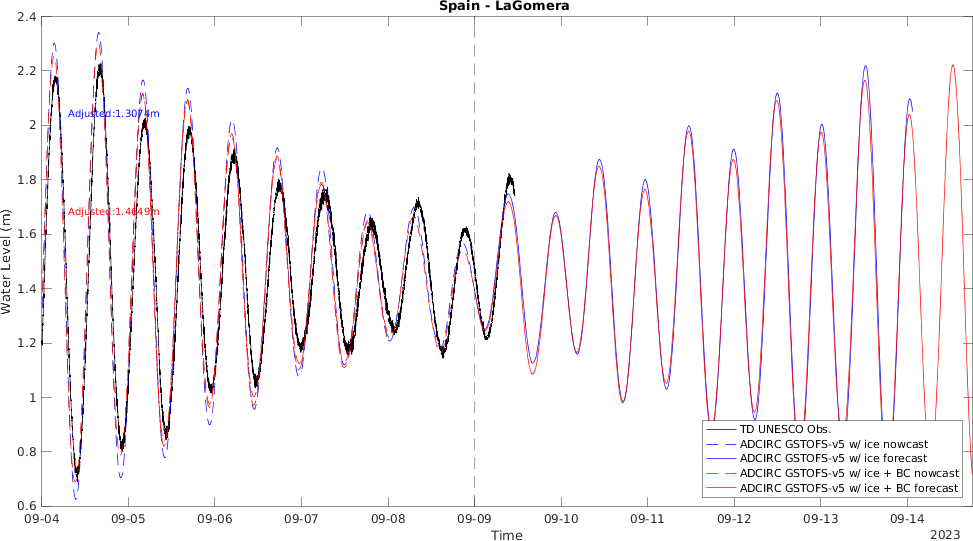 Spain - LaGomera
2.4
2.2
2
1.8
1.6
1.4
1.2
1
0.8
0.6
Water Level (m)
Adjusted:1.3074m
Adjusted:1.4649m
TD UNESCO Obs.
ADCIRC GSTOFS-v5 w/ ice nowcast
ADCIRC GSTOFS-v5 w/ ice forecast
ADCIRC GSTOFS-v5 w/ ice + BC nowcast
ADCIRC GSTOFS-v5 w/ ice + BC forecast
09-04 09-05 09-06 09-07 09-08 09-09 09-10 09-11 09-12 09-13 09-14
Time
2023